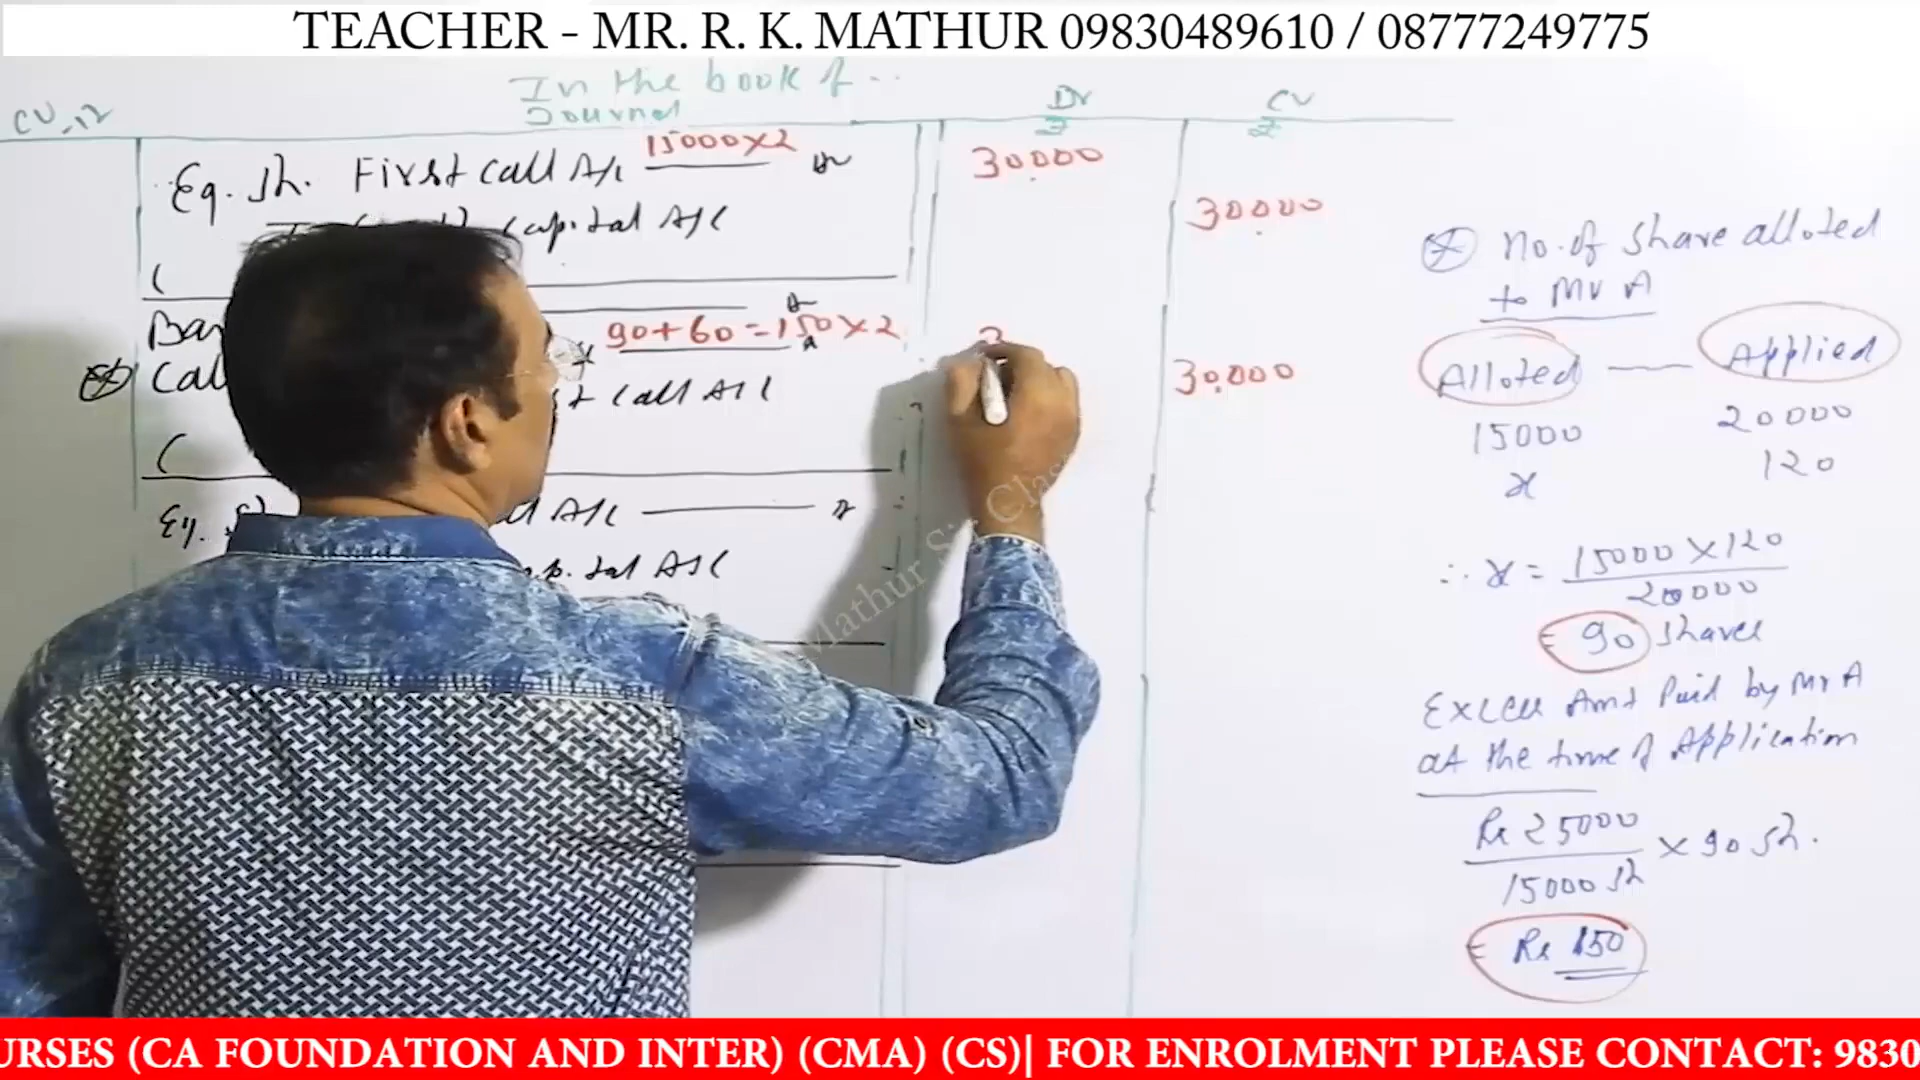 TEACHER - MR. R. K. MATHUR 09830489610 / 08777249775
In the book of ..
Journal
Dr
Cr
₹
₹
Eq. Sh. First call A/c 15000×2 Dr
30000
Capital A/c
30000
(
90+60=150×2
Call A/c
30,000
(
A/c Dr
A/c
Mathur Sir
* No. of Share alloted
to Mr A
Alloted — Applied
15000 20000
x 120
∴ x = 15000×120
20000
= 90 Shares
Excess Amt Paid by Mr A
at the time of Application
Rs 25000
× 90 Sh.
15000 Sh
= Rs 150
URSES (CA FOUNDATION AND INTER) (CMA) (CS)| FOR ENROLMENT PLEASE CONTACT: 9830